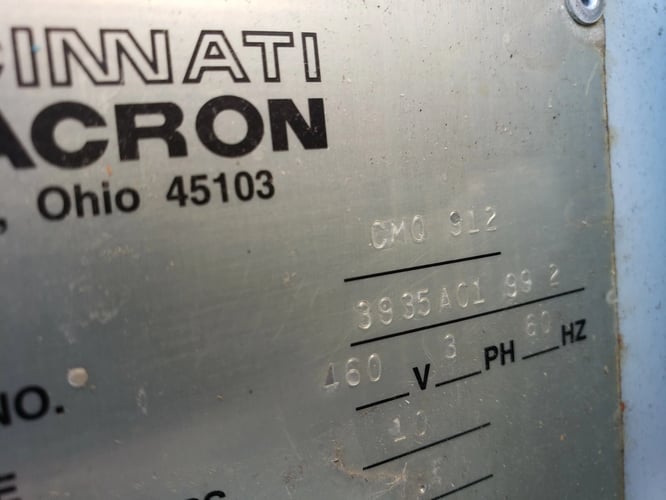 CINNATI
ACRON
, Ohio 45103
CMQ 912
3935AC1 99 2
460 V 3 PH 60 HZ
NO.
10